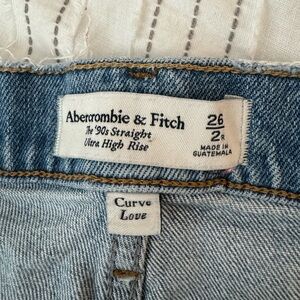 Abercrombie & Fitch
The '90s Straight
Ultra High Rise
26
2R
MADE IN
GUATEMALA
Curve
Love